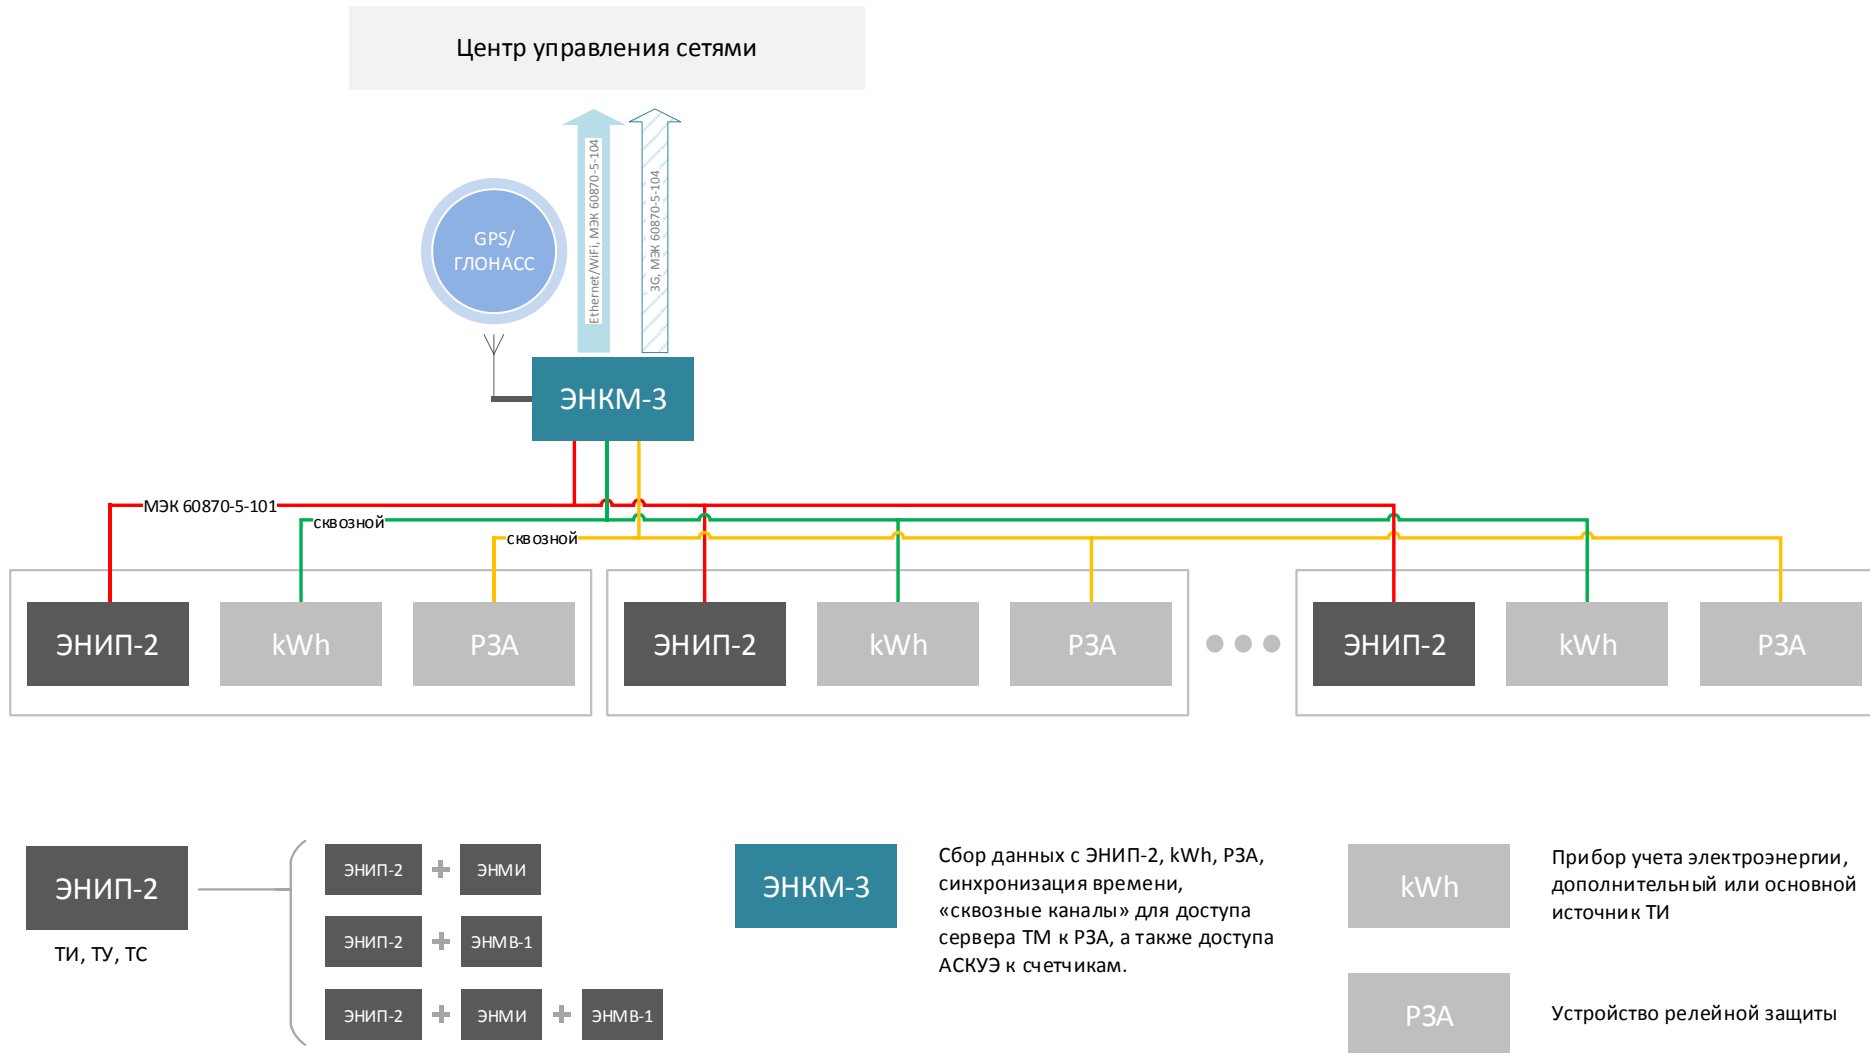 Центр управления сетями
Ethernet/WiFi, МЭК 60870-5-104
3G, МЭК 60870-5-104
GPS/
ГЛОНАСС
ЭНКМ-3
МЭК 60870-5-101
сквозной
сквозной
ЭНИП-2 kWh РЗА ЭНИП-2 kWh РЗА ЭНИП-2 kWh РЗА
ЭНИП-2
ТИ, ТУ, ТС
ЭНИП-2 + ЭНМИ
ЭНИП-2 + ЭНМВ-1
ЭНИП-2 + ЭНМИ + ЭНМВ-1
ЭНКМ-3
Сбор данных с ЭНИП-2, kWh, РЗА,
синхронизация времени,
«сквозные каналы» для доступа
сервера ТМ к РЗА, а также доступа
АСКУЭ к счетчикам.
kWh
Прибор учета электроэнергии,
дополнительный или основной
источник ТИ
РЗА
Устройство релейной защиты